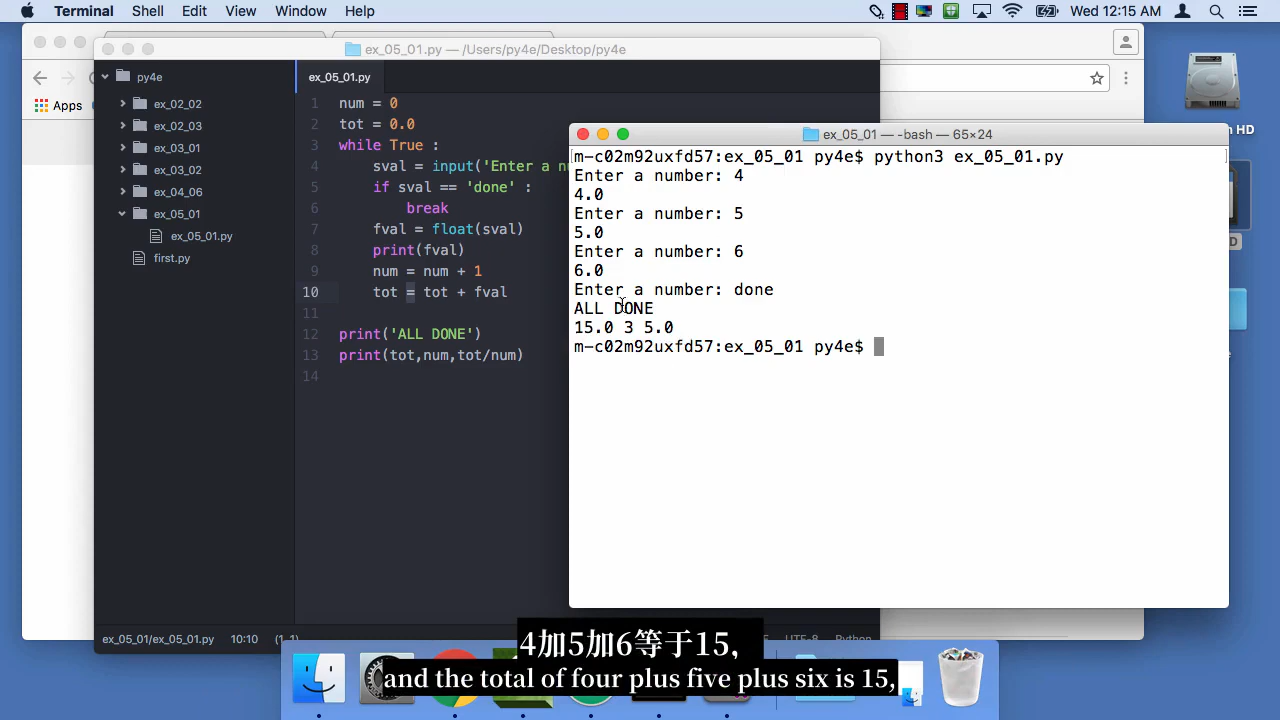 Terminal Shell Edit View Window Help Wed 12:15 AM
ex_05_01.py — /Users/py4e/Desktop/py4e
Apps
py4e
ex_02_02
ex_02_03
ex_03_01
ex_03_02
ex_04_06
ex_05_01
ex_05_01.py
first.py
ex_05_01.py
1 num = 0
2 tot = 0.0
3 while True :
4 sval = input('Enter a nu
5 if sval == 'done' :
6 break
7 fval = float(sval)
8 print(fval)
9 num = num + 1
10 tot = tot + fval
11
12 print('ALL DONE')
13 print(tot,num,tot/num)
14
ex_05_01/ex_05_01.py 10:10 (1,1) UTF-8 Python
ex_05_01 — -bash — 65×24
m-c02m92uxfd57:ex_05_01 py4e$ python3 ex_05_01.py
Enter a number: 4
4.0
Enter a number: 5
5.0
Enter a number: 6
6.0
Enter a number: done
ALL DONE
15.0 3 5.0
m-c02m92uxfd57:ex_05_01 py4e$
HD
4加5加6等于15,
and the total of four plus five plus six is 15,